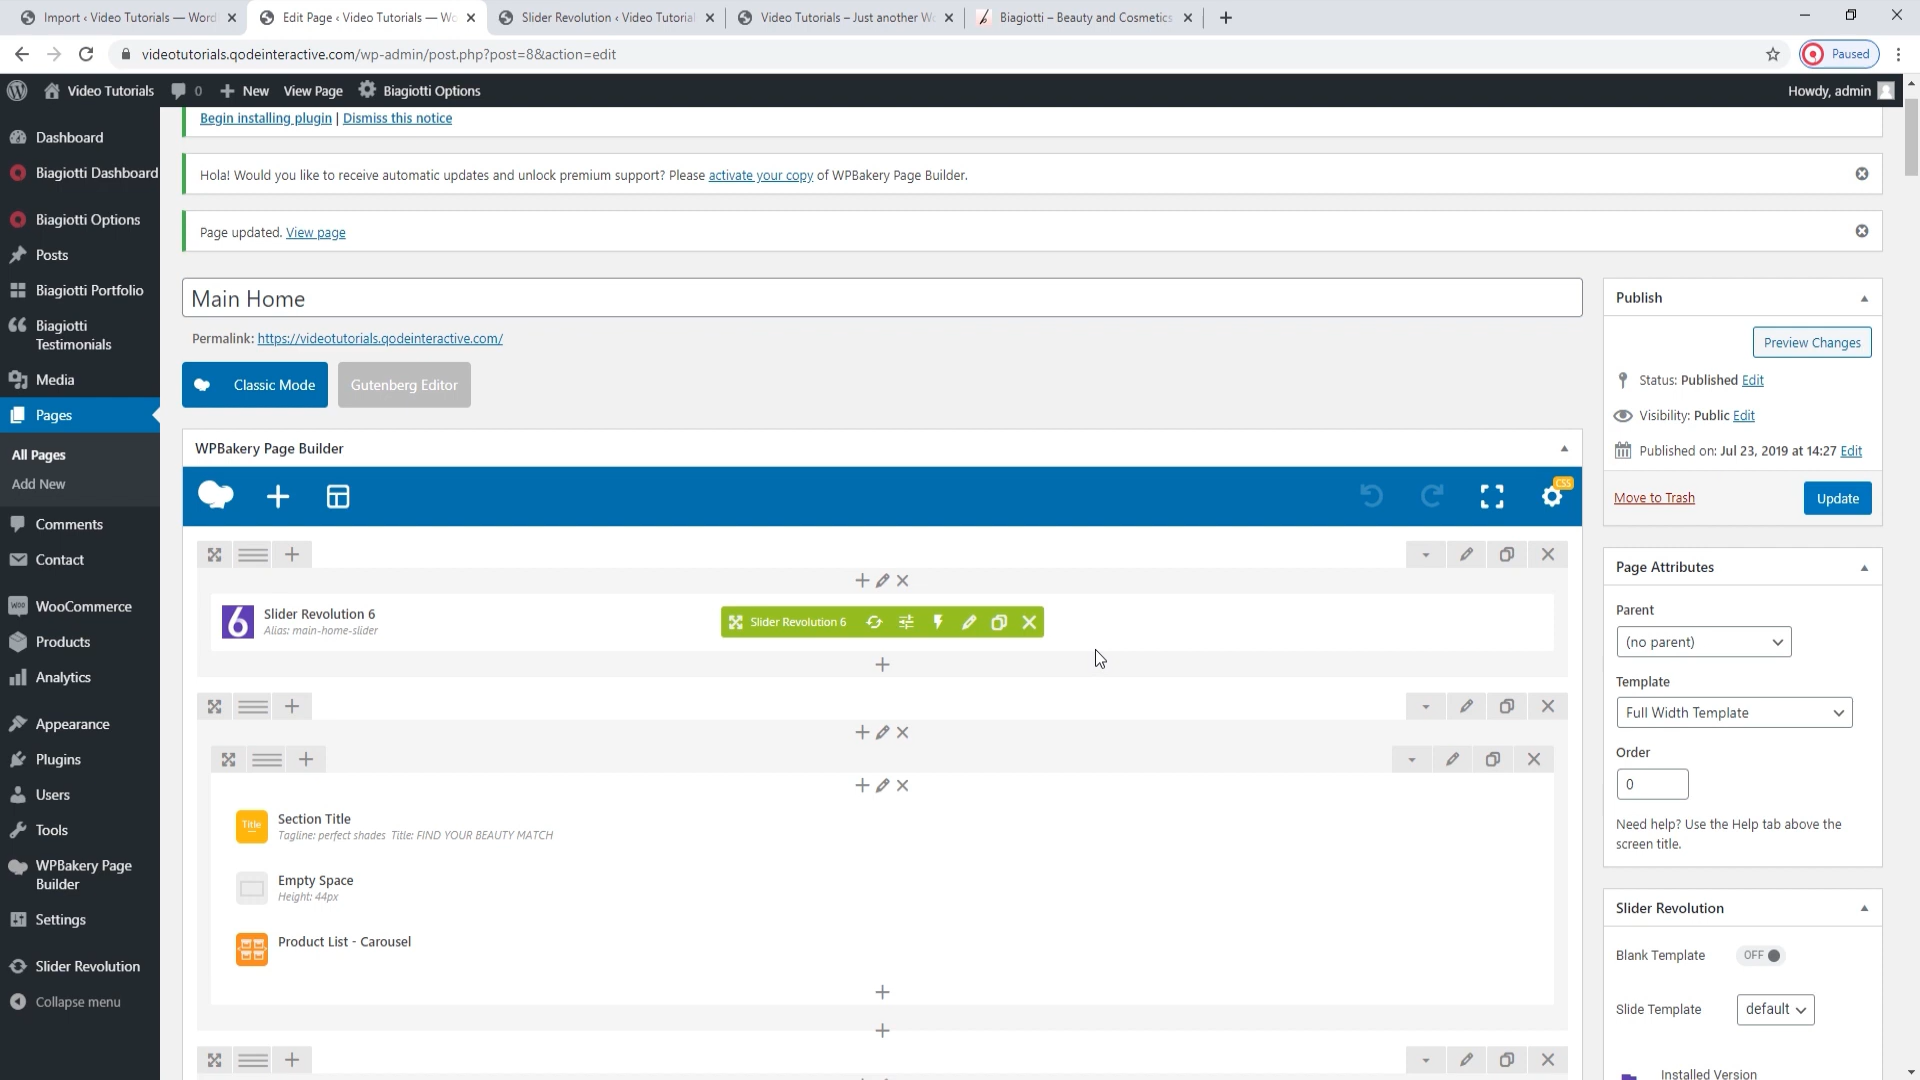 Import ‹ Video Tutorials — Word
Edit Page ‹ Video Tutorials — Wo
Slider Revolution ‹ Video Tutorial
Video Tutorials – Just another Wo
Biagiotti – Beauty and Cosmetics
videotutorials.qodeinteractive.com/wp-admin/post.php?post=8&action=edit
Paused
Video Tutorials
0
New
View Page
Biagiotti Options
Howdy, admin
Dashboard
Biagiotti Dashboard
Biagiotti Options
Posts
Biagiotti Portfolio
Biagiotti
Testimonials
Media
Pages
All Pages
Add New
Comments
Contact
WooCommerce
Products
Analytics
Appearance
Plugins
Users
Tools
WPBakery Page
Builder
Settings
Slider Revolution
Collapse menu
Begin installing plugin | Dismiss this notice
Hola! Would you like to receive automatic updates and unlock premium support? Please activate your copy of WPBakery Page Builder.
Page updated. View page
Main Home
Permalink: https://videotutorials.qodeinteractive.com/
Classic Mode
Gutenberg Editor
WPBakery Page Builder
CSS
6
Slider Revolution 6
Alias: main-home-slider
Slider Revolution 6
Title
Section Title
Tagline: perfect shades Title: FIND YOUR BEAUTY MATCH
Empty Space
Height: 44px
Product List - Carousel
Publish
Preview Changes
Status: Published Edit
Visibility: Public Edit
Published on: Jul 23, 2019 at 14:27 Edit
Move to Trash
Update
Page Attributes
Parent
(no parent)
Template
Full Width Template
Order
0
Need help? Use the Help tab above the
screen title.
Slider Revolution
Blank Template
OFF
Slide Template
default
Installed Version